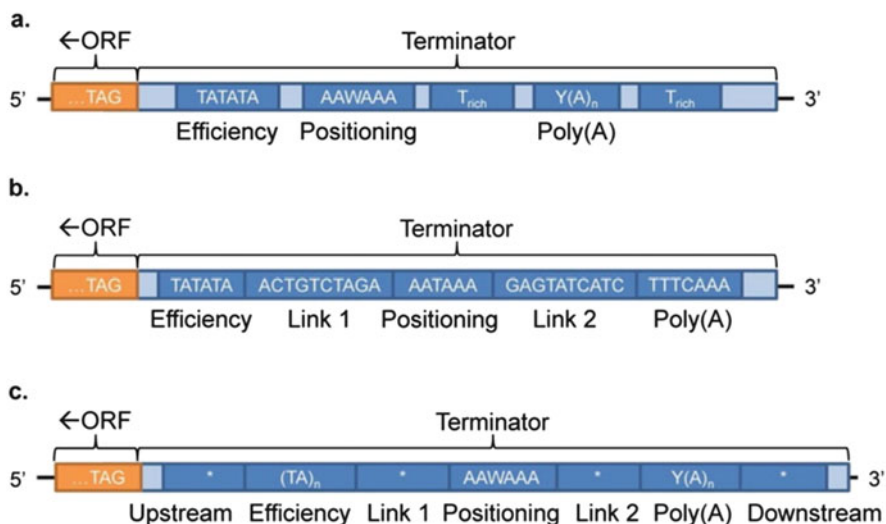 a.
←ORF Terminator
5' ...TAG TATATA AAWAAA Trich Y(A)n Trich 3'
Efficiency Positioning Poly(A)
b.
←ORF Terminator
5' ...TAG TATATA ACTGTCTAGA AATAAA GAGTATCATC TTTCAAA 3'
Efficiency Link 1 Positioning Link 2 Poly(A)
c.
←ORF Terminator
5' ...TAG * (TA)n * AAWAAA * Y(A)n * 3'
Upstream Efficiency Link 1 Positioning Link 2 Poly(A) Downstream